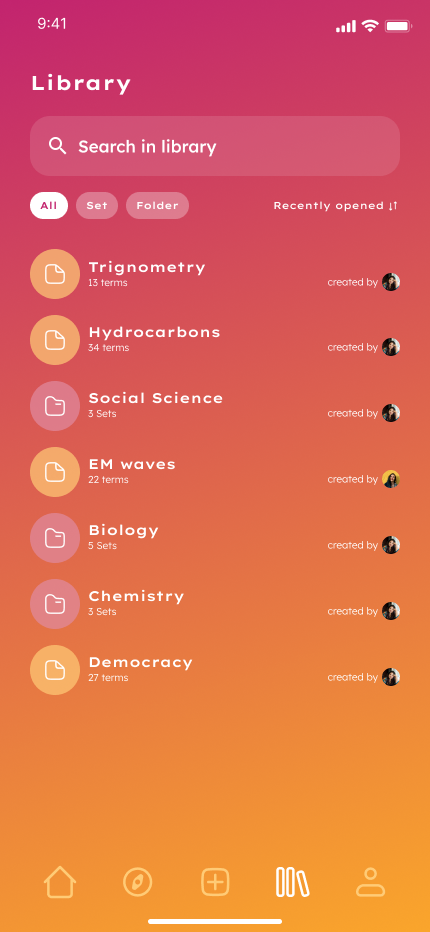 9:41
Library
Search in library
All Set Folder Recently opened ↓↑
Trignometry
13 terms created by
Hydrocarbons
34 terms created by
Social Science
3 Sets created by
EM waves
22 terms created by
Biology
5 Sets created by
Chemistry
3 Sets created by
Democracy
27 terms created by